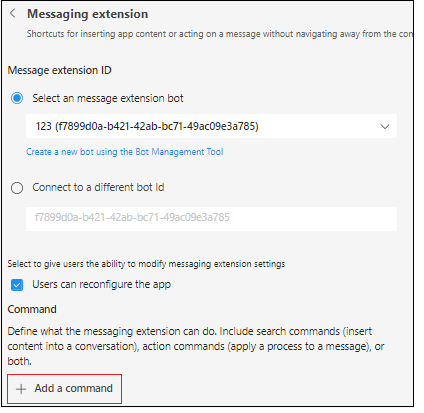 Messaging extension
Shortcuts for inserting app content or acting on a message without navigating away from the con
Message extension ID
Select an message extension bot
123 (f7899d0a-b421-42ab-bc71-49ac09e3a785)
Create a new bot using the Bot Management Tool
Connect to a different bot Id
f7899d0a-b421-42ab-bc71-49ac09e3a785
Select to give users the ability to modify messaging extension settings
Users can reconfigure the app
Command
Define what the messaging extension can do. Include search commands (insert
content into a conversation), action commands (apply a process to a message), or
both.
+ Add a command